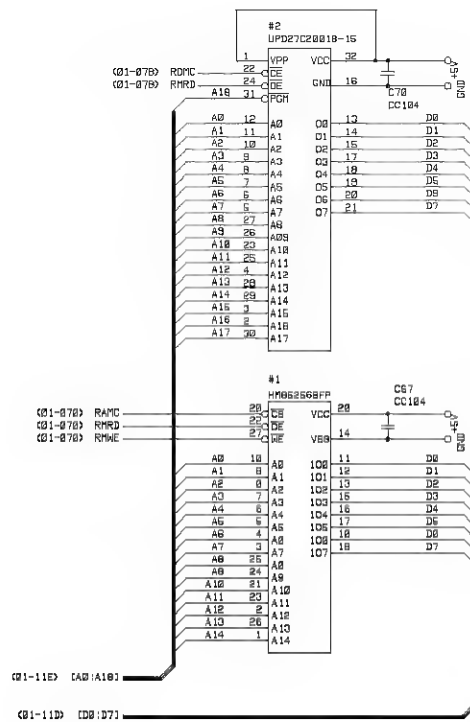 #2
UPD27C2001B-15
1 VPP VCC 32
(01-07B) ROMC 22 CE
(01-07B) RMRD 24 OE GND 16
A18 31 PGM
+5V
GND
C70
CC104
A0 12 A0 O0 13 D0
A1 11 A1 O1 14 D1
A2 10 A2 O2 15 D2
A3 9 A3 O3 17 D3
A4 8 A4 O4 18 D4
A5 7 A5 O5 19 D5
A6 6 A6 O6 20 D6
A7 5 A7 O7 21 D7
A8 27 A8
A9 26 A09
A10 23 A10
A11 25 A11
A12 4 A12
A13 28 A13
A14 29 A14
A15 3 A15
A16 2 A16
A17 30 A17
#1
HM86256BFP
C67
CC104
(01-070) RAMC 20 CS VCC 28
(01-070) RMRD 22 OE
(01-070) RMWE 27 WE VSS 14
+5V
GND
A0 10 A0 IO0 11 D0
A1 9 A1 IO1 12 D1
A2 8 A2 IO2 13 D2
A3 7 A3 IO3 15 D3
A4 6 A4 IO4 16 D4
A5 5 A5 IO5 17 D5
A6 4 A6 IO6 18 D6
A7 3 A7 IO7 19 D7
A8 25 A8
A9 24 A9
A10 21 A10
A11 23 A11
A12 2 A12
A13 26 A13
A14 1 A14
(01-11E) [A0:A18]
(01-11D) [D0:D7]